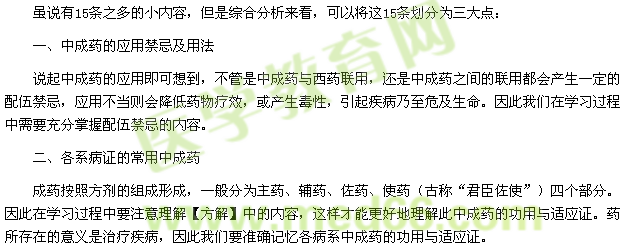 虽说有15条之多的小内容，但是综合分析来看，可以将这15条划分为三大点：
一、中成药的应用禁忌及用法
说起中成药的应用即可想到，不管是中成药与西药联用，还是中成药之间的联用都会产生一定的
配伍禁忌，应用不当则会降低药物疗效，或产生毒性，引起疾病乃至危及生命。因此我们在学习过程
中需要充分掌握配伍禁忌的内容。
二、各系病证的常用中成药
成药按照方剂的组成形成，一般分为主药、辅药、佐药、使药（古称“君臣佐使”）四个部分。
因此在学习过程中要注意理解【方解】中的内容，这样才能更好地理解此中成药的功用与适应证。药
所存在的意义是治疗疾病，因此我们要准确记忆各病系中成药的功用与适应证。
医学教育网
www.med66.com